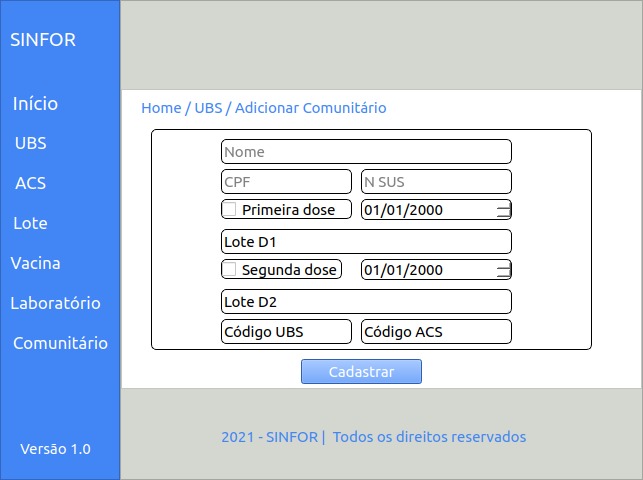 SINFOR
Início
UBS
ACS
Lote
Vacina
Laboratório
Comunitário
Versão 1.0
Home / UBS / Adicionar Comunitário
Nome
CPF N SUS
Primeira dose 01/01/2000
Lote D1
Segunda dose 01/01/2000
Lote D2
Código UBS Código ACS
Cadastrar
2021 - SINFOR | Todos os direitos reservados